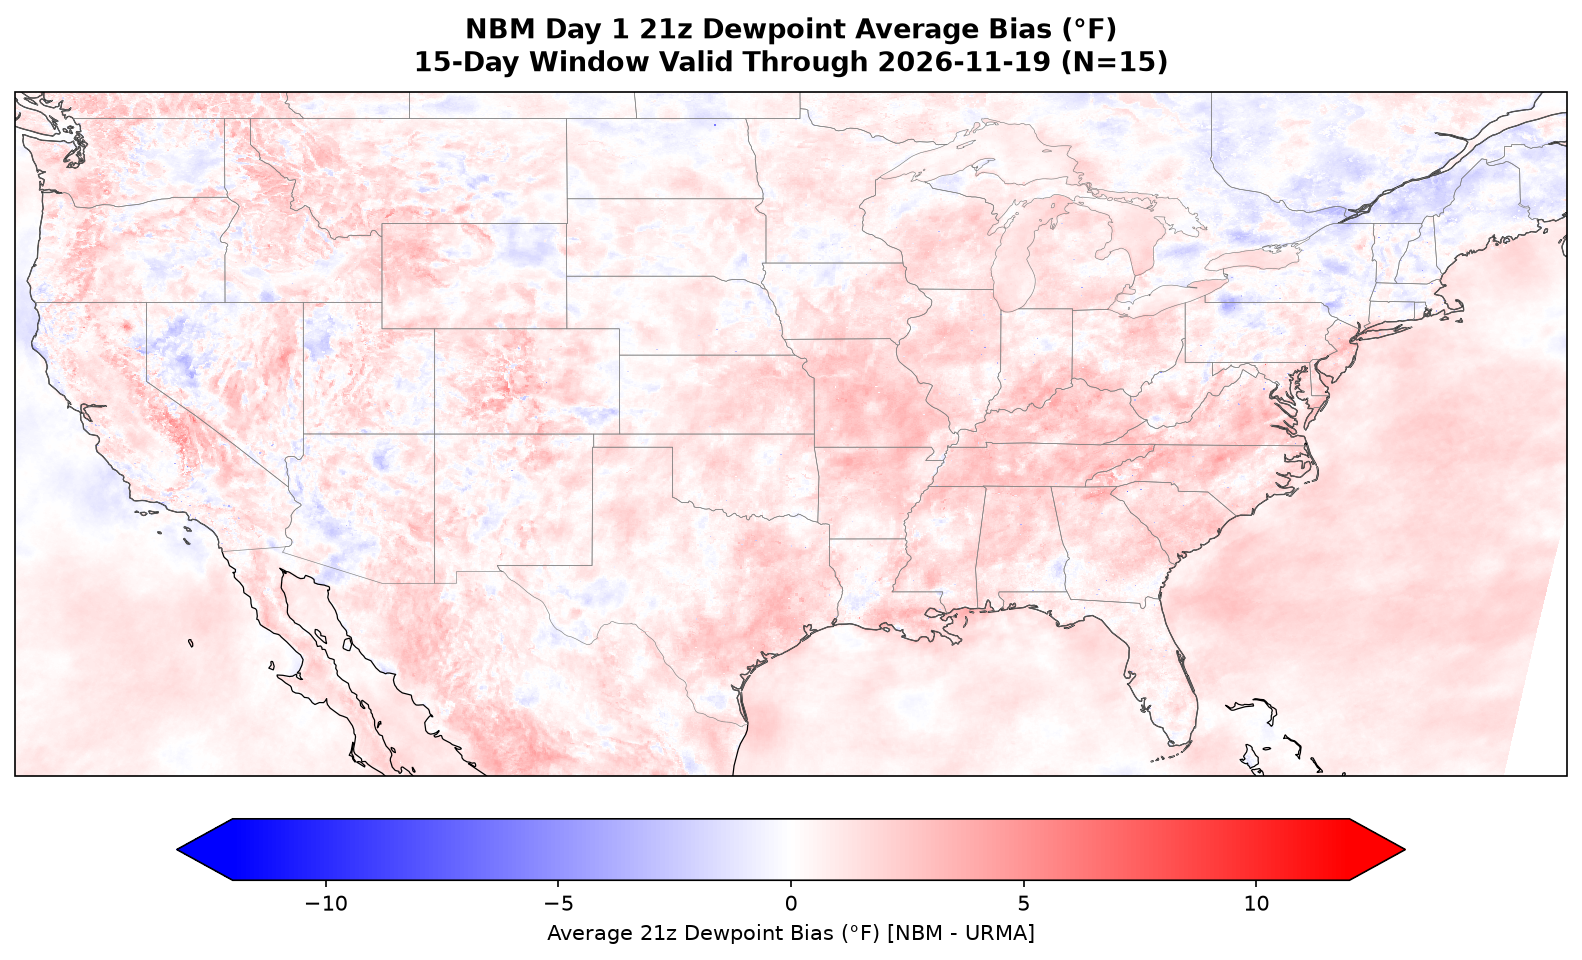 NBM Day 1 21z Dewpoint Average Bias (°F)
15-Day Window Valid Through 2026-11-19 (N=15)
−10 −5 0 5 10
Average 21z Dewpoint Bias (°F) [NBM - URMA]